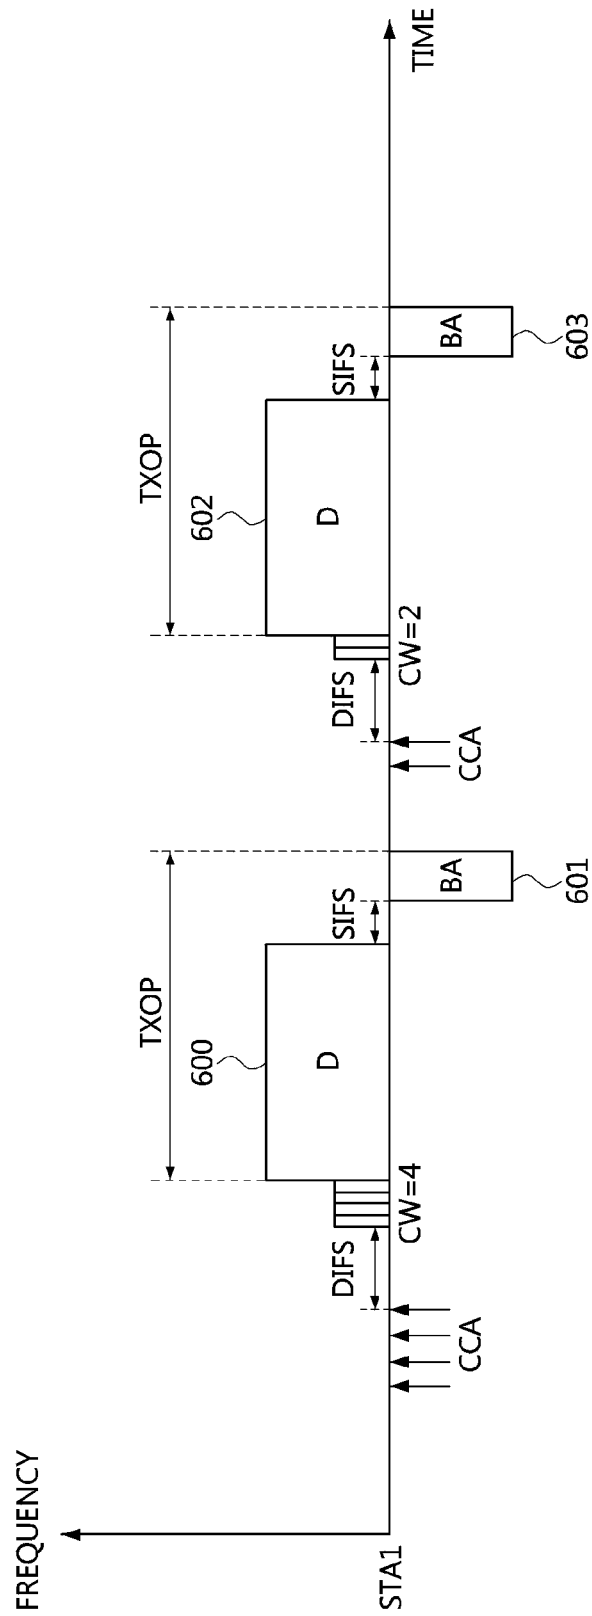 FREQUENCY
STA1
CCA
DIFS
CW=4
TXOP
600
D
SIFS
BA
601
CCA
DIFS
CW=2
TXOP
602
D
SIFS
BA
603
TIME